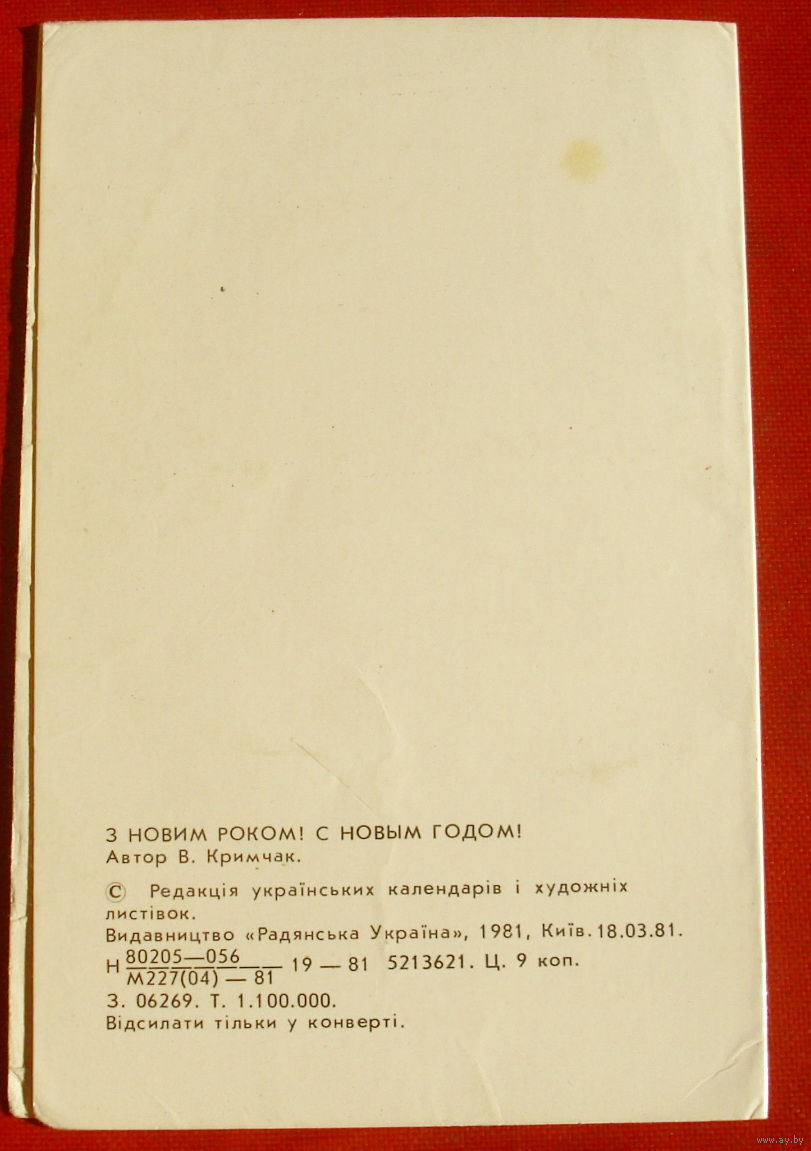 З НОВИМ РОКОМ! С НОВЫМ ГОДОМ!
Автор В. Кримчак.
© Редакція українських календарів і художніх
листівок.
Видавництво «Радянська Україна», 1981, Київ. 18.03.81.
Н 80205—056 19 — 81 5213621. Ц. 9 коп.
М227(04) — 81
З. 06269. Т. 1.100.000.
Відсилати тільки у конверті.
www.ay.by